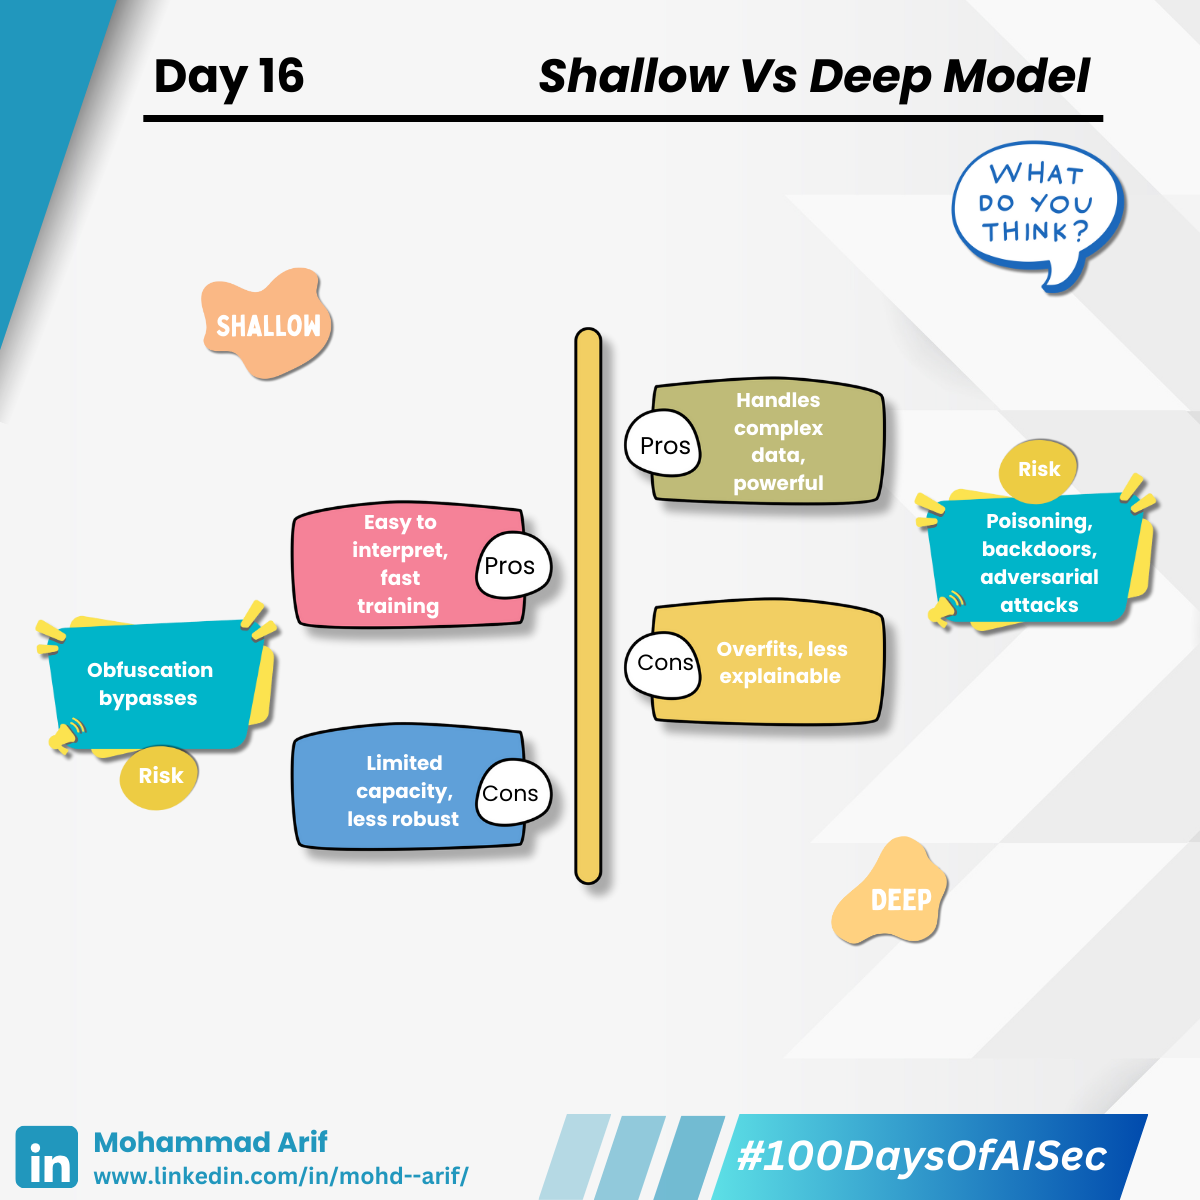 Day 16
Shallow Vs Deep Model
WHAT
DO YOU
THINK?
SHALLOW
Easy to
interpret,
fast
training
Pros
Obfuscation
bypasses
Risk
Limited
capacity,
less robust
Cons
Pros
Handles
complex
data,
powerful
Risk
Poisoning,
backdoors,
adversarial
attacks
Cons
Overfits, less
explainable
DEEP
in
Mohammad Arif
www.linkedin.com/in/mohd--arif/
#100DaysOfAISec